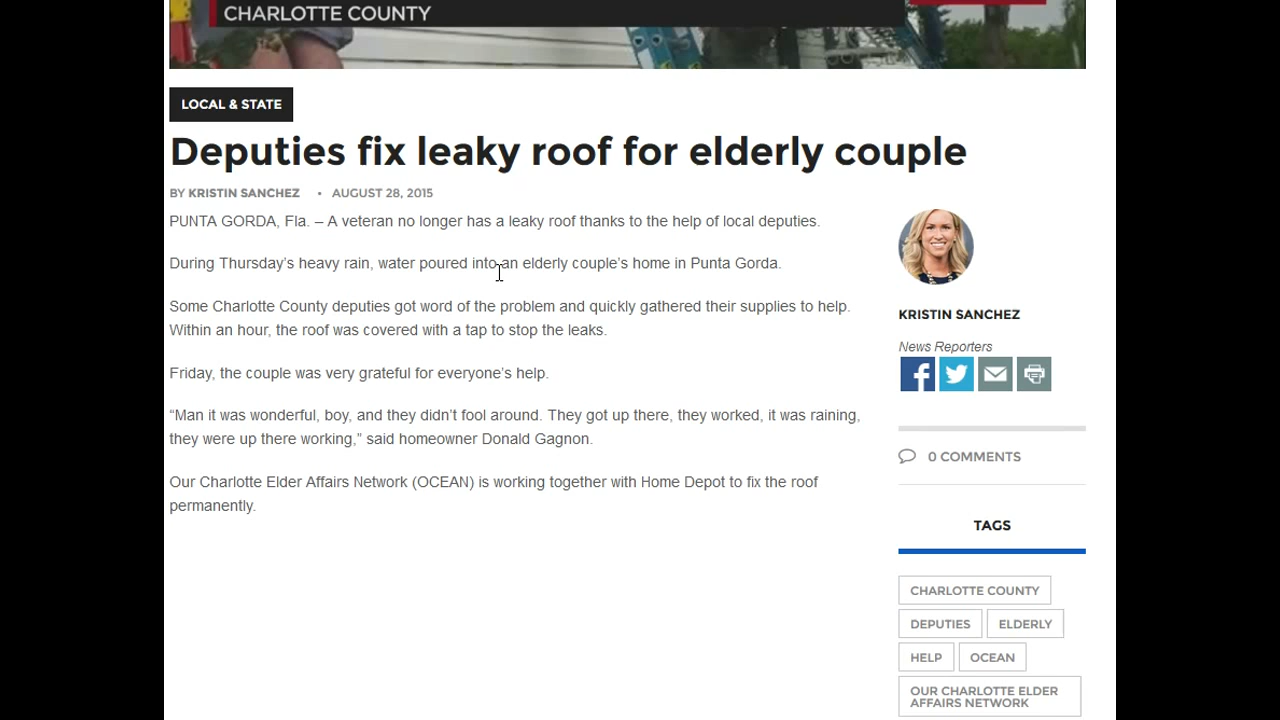 CHARLOTTE COUNTY
LOCAL & STATE
Deputies fix leaky roof for elderly couple
BY KRISTIN SANCHEZ • AUGUST 28, 2015
PUNTA GORDA, Fla. – A veteran no longer has a leaky roof thanks to the help of local deputies.
During Thursday’s heavy rain, water poured into an elderly couple’s home in Punta Gorda.
Some Charlotte County deputies got word of the problem and quickly gathered their supplies to help.
Within an hour, the roof was covered with a tap to stop the leaks.
Friday, the couple was very grateful for everyone’s help.
“Man it was wonderful, boy, and they didn’t fool around. They got up there, they worked, it was raining,
they were up there working,” said homeowner Donald Gagnon.
Our Charlotte Elder Affairs Network (OCEAN) is working together with Home Depot to fix the roof
permanently.
KRISTIN SANCHEZ
News Reporters
0 COMMENTS
TAGS
CHARLOTTE COUNTY
DEPUTIES
ELDERLY
HELP
OCEAN
OUR CHARLOTTE ELDER
AFFAIRS NETWORK